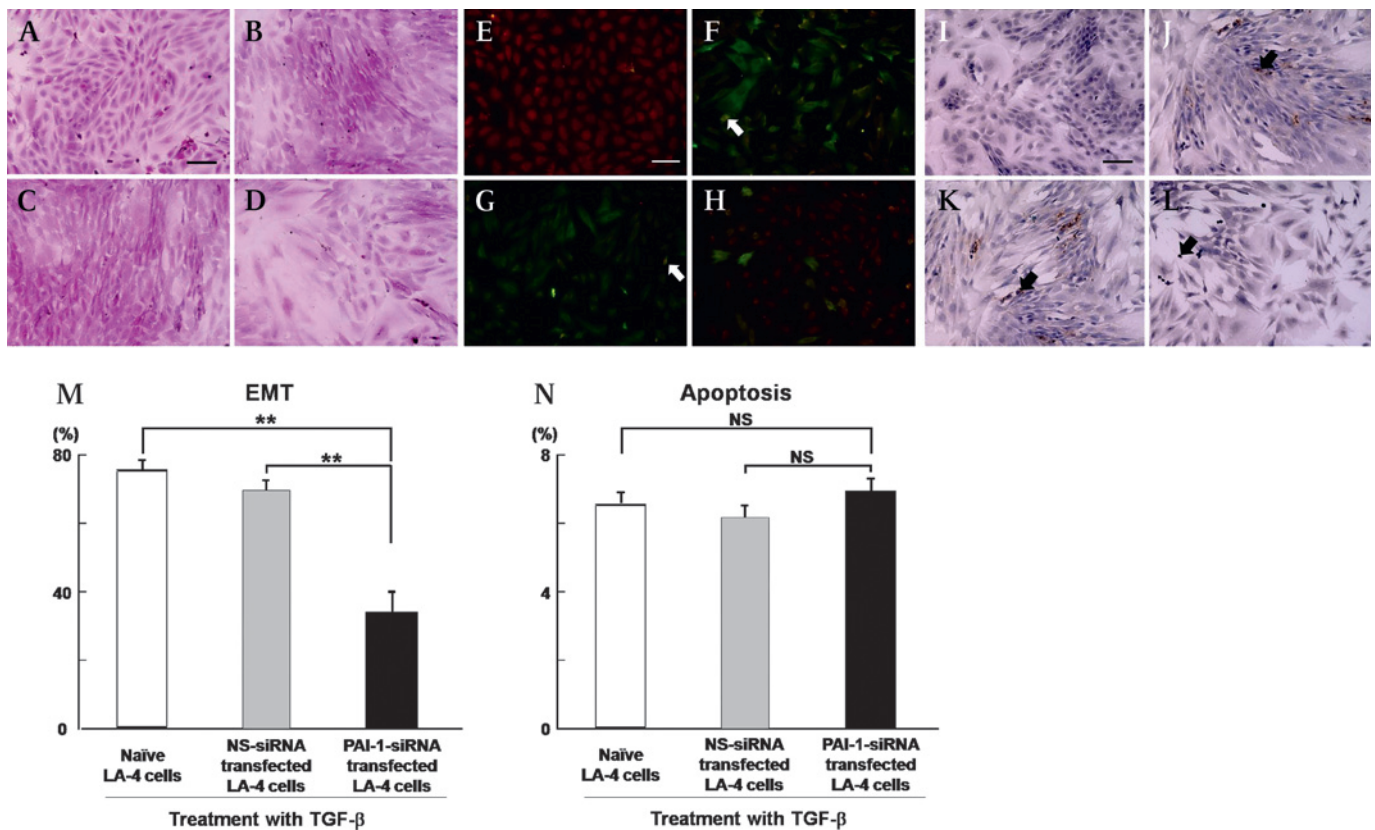 A B E F I J
C D G H K L
M EMT
(%)
**
**
80
40
0
Naïve
LA-4 cells
NS-siRNA
transfected
LA-4 cells
PAI-1-siRNA
transfected
LA-4 cells
Treatment with TGF-β
N Apoptosis
(%)
NS
NS
8
4
0
Naïve
LA-4 cells
NS-siRNA
transfected
LA-4 cells
PAI-1-siRNA
transfected
LA-4 cells
Treatment with TGF-β